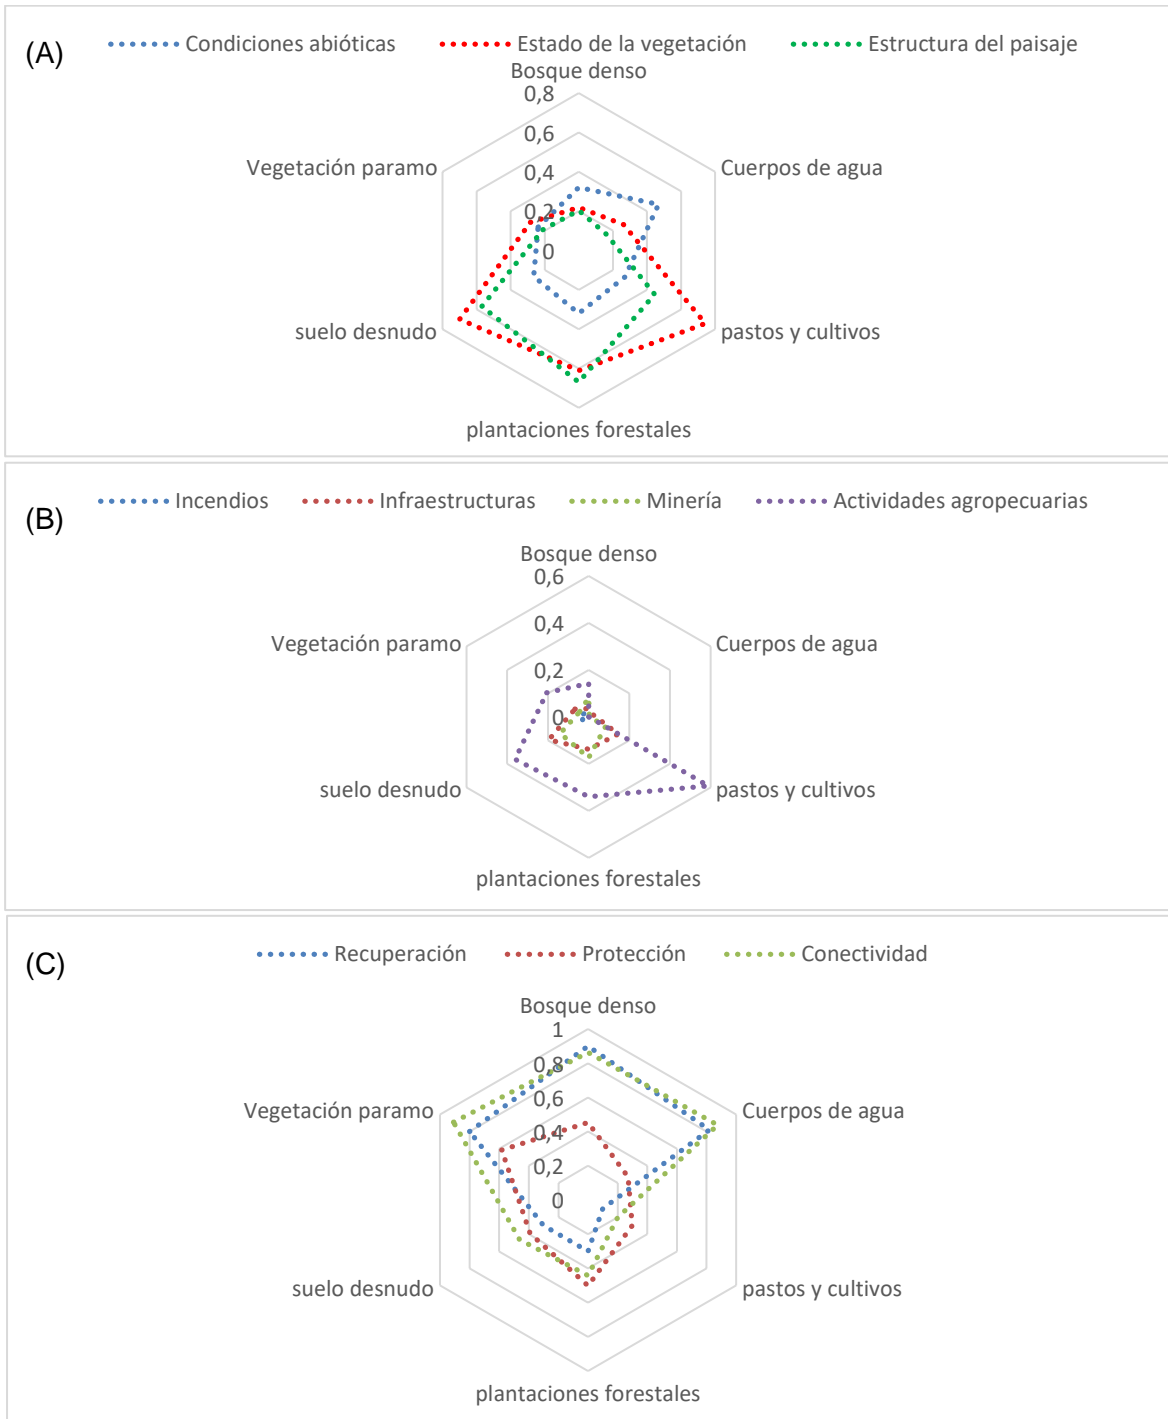 (A)
Condiciones abióticas Estado de la vegetación Estructura del paisaje
Bosque denso
0,8
0,6
0,4
0,2
0
Vegetación paramo Cuerpos de agua
suelo desnudo pastos y cultivos
plantaciones forestales
(B)
Incendios Infraestructuras Minería Actividades agropecuarias
Bosque denso
0,6
0,4
0,2
0
Vegetación paramo Cuerpos de agua
suelo desnudo pastos y cultivos
plantaciones forestales
(C)
Recuperación Protección Conectividad
Bosque denso
1
0,8
0,6
0,4
0,2
0
Vegetación paramo Cuerpos de agua
suelo desnudo pastos y cultivos
plantaciones forestales